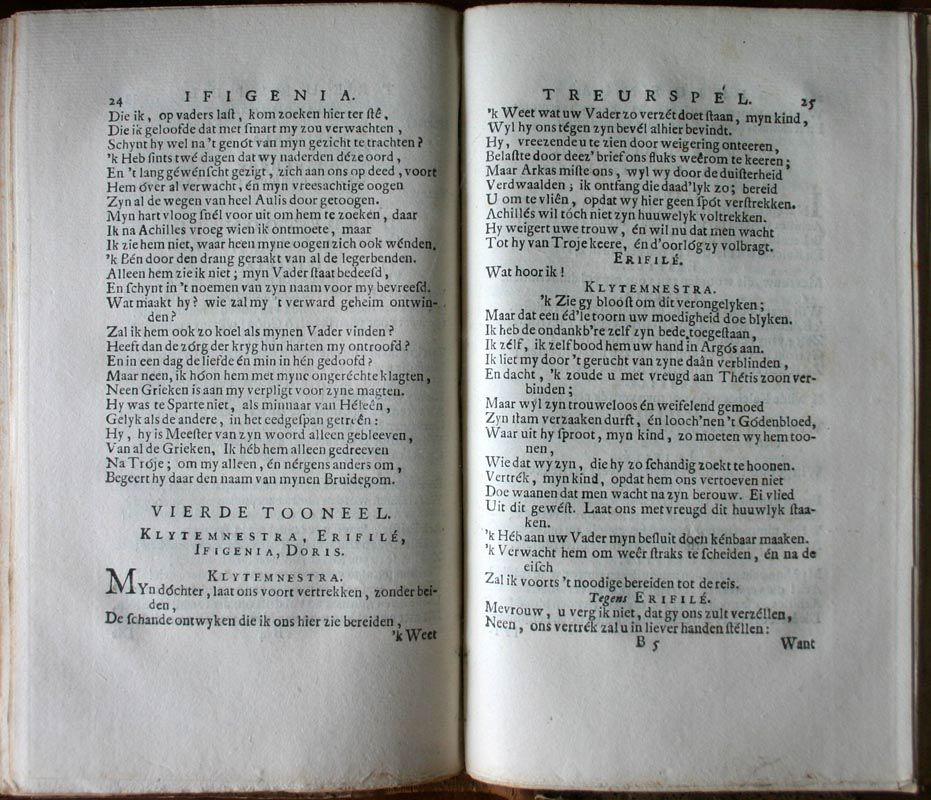 24 IFIGENIA.
Die ik, op vaders laſt, kom zoeken hier ter ſté,
Die ik geloofde dat met ſmart my zou verwachten,
Schynt hy wel na 't genót van myn gezicht te trachten?
'k Heb ſints twé dagen dat wy naderden déze oord,
En 't lang géwénſcht gezigt, zich aan ons op deed, voort
Hem óver al verwacht, én myn vreesachtige oogen
Zyn al de wegen van heel Aulis doorgetoogen.
Myn hart vloog ſnél voor uit om hem te zoeken, daar
Ik na Achilles vroeg wien ik ontmoete, maar
Ik zie hem niet, waar heen myne oogen zich ook wénden,
'k Bén door den drang geraakt van al de legerbenden.
Alleen hem zie ik niet; myn Vader ſtaat bedeeſd,
En ſchynt in 't noemen van zyn naam voor my bevreeſd.
Wat maakt hy? wie zal my 't verward geheim ontwin-
den?
Zal ik hem ook zo koel als mynen Vader vinden?
Heeft dan de zórg der kryg hun harten my ontroofd?
En in een dag de liefde én min in hén gedoofd?
Maar neen, ik hóon hem met myne ongeréchte klagten,
Neen Grieken is aan my verpligt voor zyne magten.
Hy was te Sparte niet, als minnaar van Héleên,
Gelyk als de andere, in het eedgeſpan getréên:
Hy, hy is Meeſter van zyn woord alleen gebleeven,
Van al de Grieken, Ik héb hem alleen gedreeven
Na Tróje; om my alleen, én nérgens anders om,
Begeert hy daar den naam van mynen Bruidegom.
VIERDE TOONEEL.
KLYTEMNESTRA, ERIFILÉ,
IFIGENIA, DORIS.
KLYTEMNESTRA.
MYn dóchter, laat ons voort vertrekken, zonder bei-
den,
De ſchande ontwyken die ik ons hier zie bereiden,
'k Weet
TREURSPÉL. 25
'k Weet wat uw Vader zo verzét doet ſtaan, myn kind,
Wyl hy ons tégen zyn bevél alhier bevindt.
Hy, vreezende u te zien door weigering onteeren,
Belaſtte door deez' brief ons fluks weêrom te keeren;
Maar Arkas miſte ons, wyl wy door de duiſterheid
Verdwaalden; ik ontfang die daad'lyk zo; bereid
U om te vliên, opdat wy hier geen ſpót verſtrekken.
Achillés wil tóch niet zyn huuwelyk voltrekken.
Hy weigert uwe trouw, én wil nu dat men wacht
Tot hy van Troje keere, én d'oorlóg zy volbragt.
ERIFILÉ.
Wat hoor ik!
KLYTEMNESTRA.
'k Zie gy blooſt om dit verongelyken;
Maar dat een éd'le toorn uw moedigheid doe blyken.
Ik heb de ondankb're zelf zyn bede toegeſtaan,
Ik zélf, ik zelf bood hem uw hand in Argós aan.
Ik liet my door 't gerucht van zyne daân verblinden,
En dacht, 'k zoude u met vreugd aan Thétis zoon ver-
binden;
Maar wyl zyn trouweloos én weifelend gemoed
Zyn ſtam verzaaken durft, én looch'nen 't Gódenbloed,
Waar uit hy ſproot, myn kind, zo moeten wy hem too-
nen,
Wie dat wy zyn, die hy zo ſchandig zoekt te hoonen.
Vertrék, myn kind, opdat hem ons vertoeven niet
Doe waanen dat men wacht na zyn berouw. Ei vlied
Uit dit gewéſt. Laat ons met vreugd dit huuwlyk ſtaa-
ken.
'k Héb aan uw Vader myn beſluit doch kénbaar maaken.
'k Verwacht hem om weêr ſtraks te ſcheiden, én na de
eiſch
Zal ik voorts 't noodige bereiden tot de reis.
Tegens ERIFILÉ.
Mevrouw, u verg ik niet, dat gy ons zult verzéllen,
Neen, ons vertrék zal u in liever handen ſtéllen:
B 5 Want